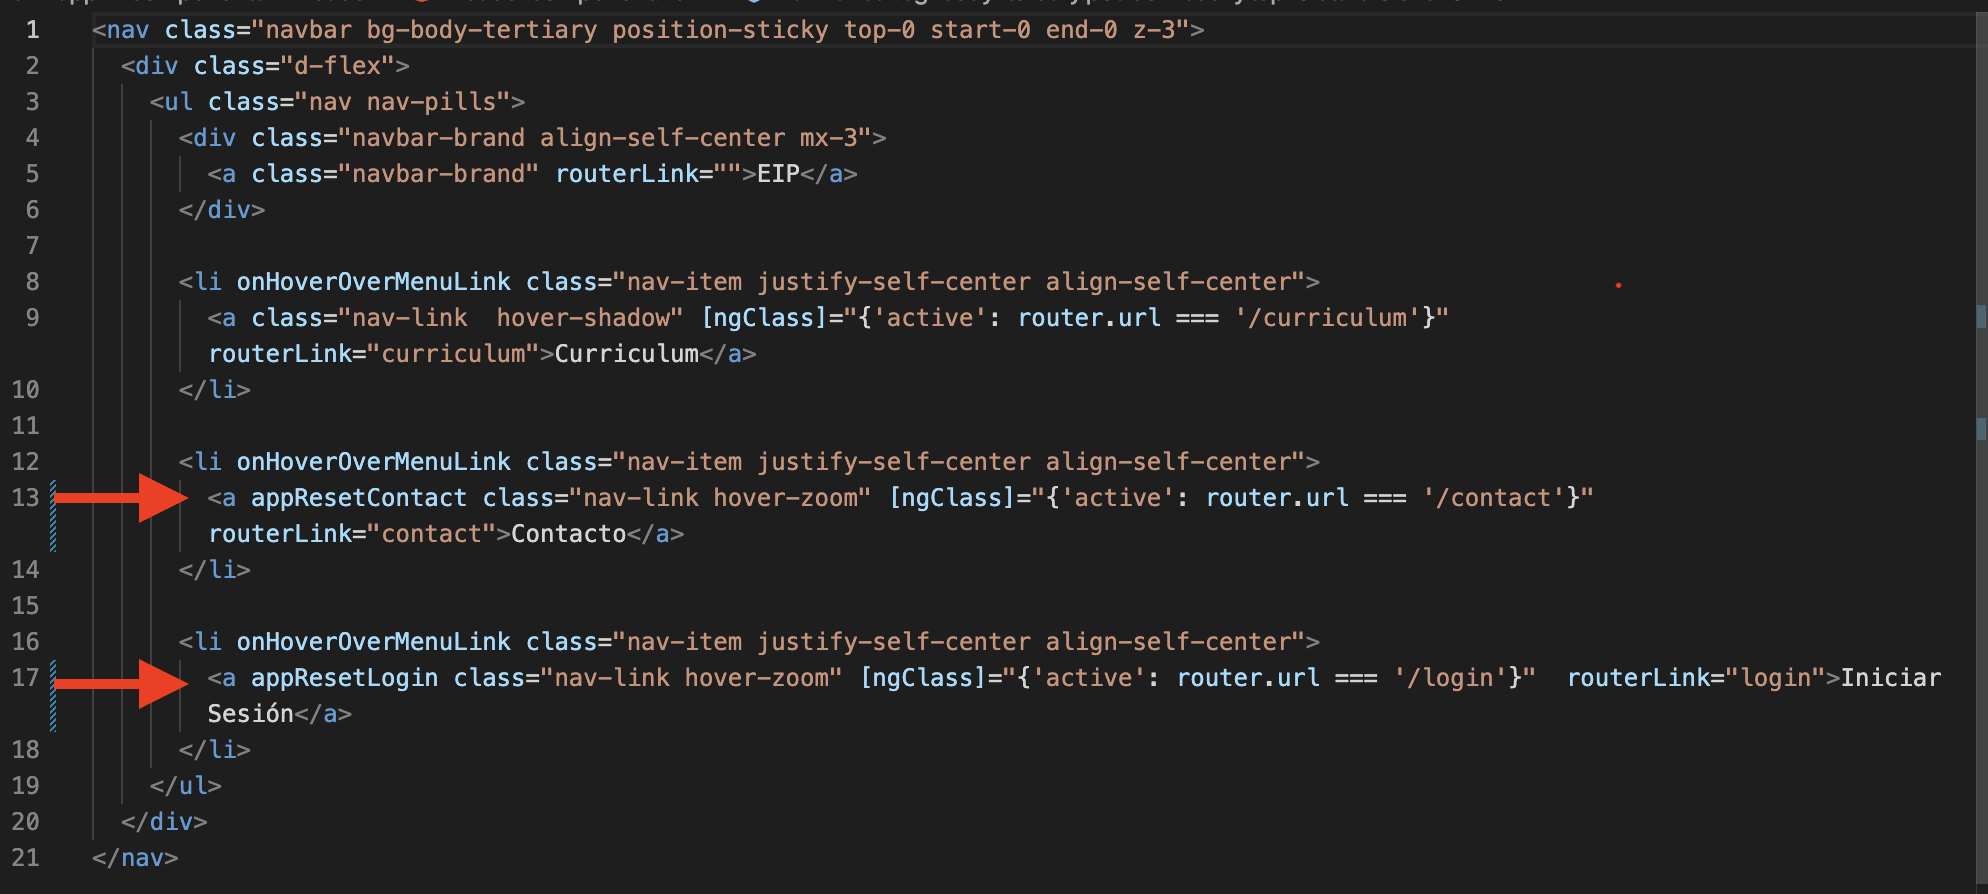 1 <nav class="navbar bg-body-tertiary position-sticky top-0 start-0 end-0 z-3">
2 <div class="d-flex">
3 <ul class="nav nav-pills">
4 <div class="navbar-brand align-self-center mx-3">
5 <a class="navbar-brand" routerLink="">EIP</a>
6 </div>
7
8 <li onHoverOverMenuLink class="nav-item justify-self-center align-self-center">
9 <a class="nav-link  hover-shadow" [ngClass]="{'active': router.url === '/curriculum'}"
routerLink="curriculum">Curriculum</a>
10 </li>
11
12 <li onHoverOverMenuLink class="nav-item justify-self-center align-self-center">
13 <a appResetContact class="nav-link hover-zoom" [ngClass]="{'active': router.url === '/contact'}"
routerLink="contact">Contacto</a>
14 </li>
15
16 <li onHoverOverMenuLink class="nav-item justify-self-center align-self-center">
17 <a appResetLogin class="nav-link hover-zoom" [ngClass]="{'active': router.url === '/login'}"  routerLink="login">Iniciar
Sesión</a>
18 </li>
19 </ul>
20 </div>
21 </nav>